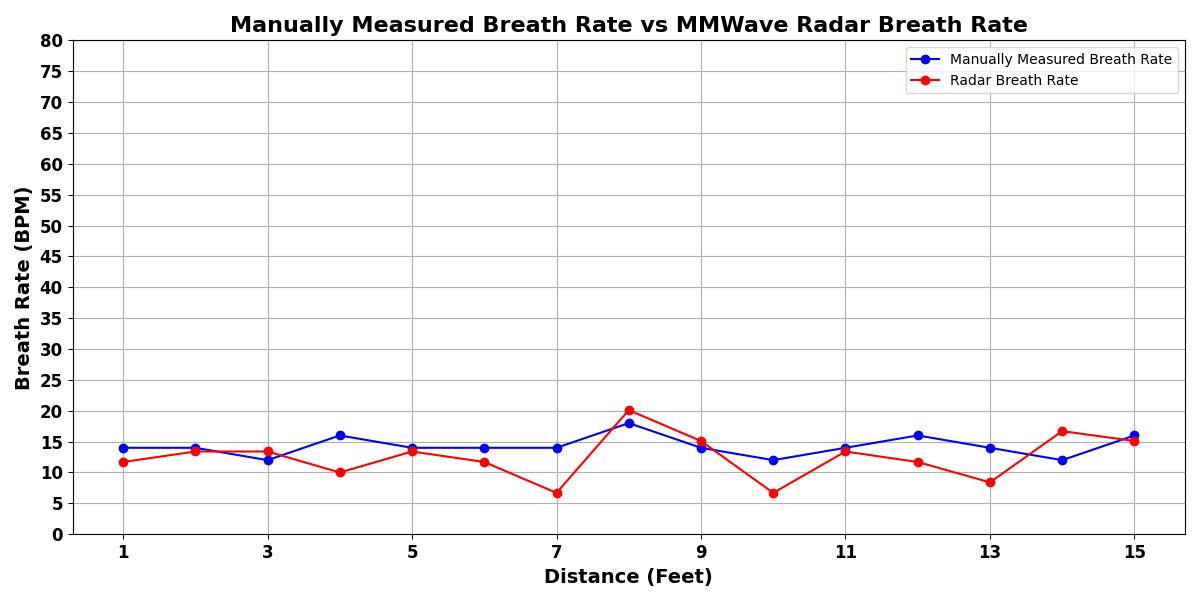 Manually Measured Breath Rate vs MMWave Radar Breath Rate
Manually Measured Breath Rate
Radar Breath Rate
Breath Rate (BPM)
80
75
70
65
60
55
50
45
40
35
30
25
20
15
10
5
0
1 3 5 7 9 11 13 15
Distance (Feet)